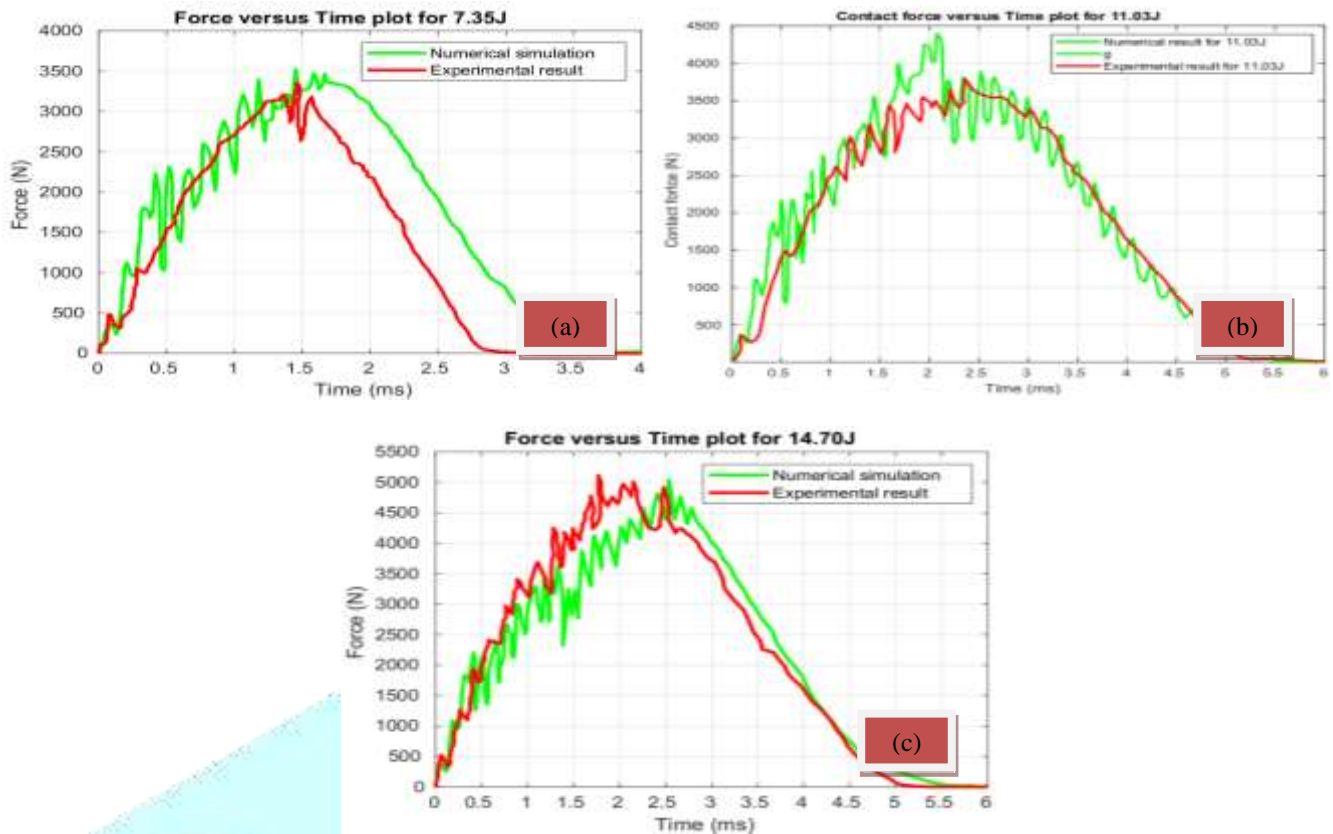 Force versus Time plot for 7.35J
4000
3500
3000
2500
2000
1500
1000
500
0
Force (N)
Numerical simulation
Experimental result
(a)
0 0.5 1 1.5 2 2.5 3 3.5 4
Time (ms)
Contact force versus Time plot for 11.03J
4500
4000
3500
3000
2500
2000
1500
1000
500
Numerical result for 11.03J
Experimental result for 11.03J
(b)
0 0.5 1 1.5 2 2.5 3 3.5 4 4.5 5 5.5 6
Time (ms)
Force versus Time plot for 14.70J
5500
5000
4500
4000
3500
3000
2500
2000
1500
1000
500
0
Force (N)
Numerical simulation
Experimental result
(c)
0 0.5 1 1.5 2 2.5 3 3.5 4 4.5 5 5.5 6
Time (ms)